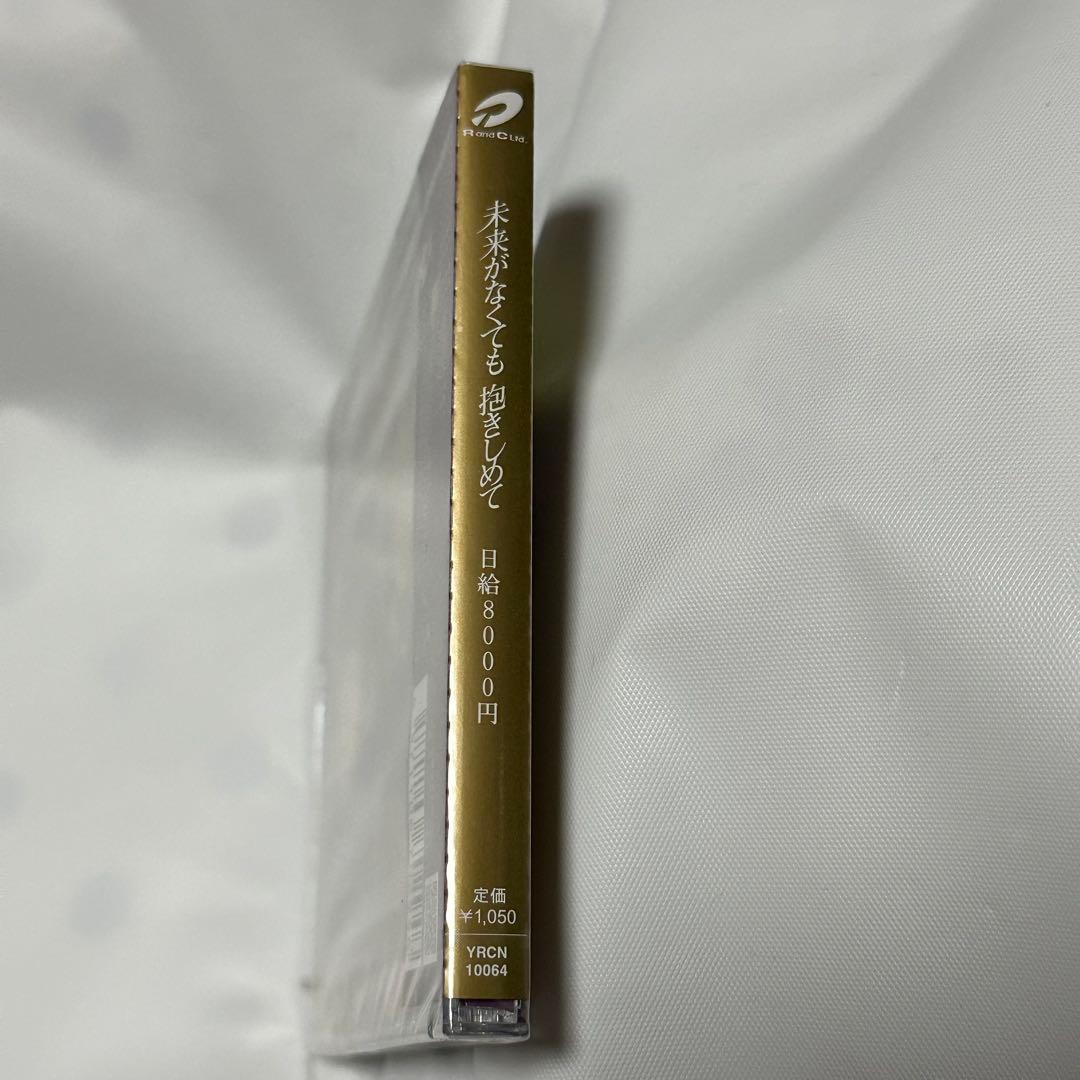 R and C Ltd.
未来がなくても 抱きしめて
日給8000円
定価
¥1,050
YRCN
10064